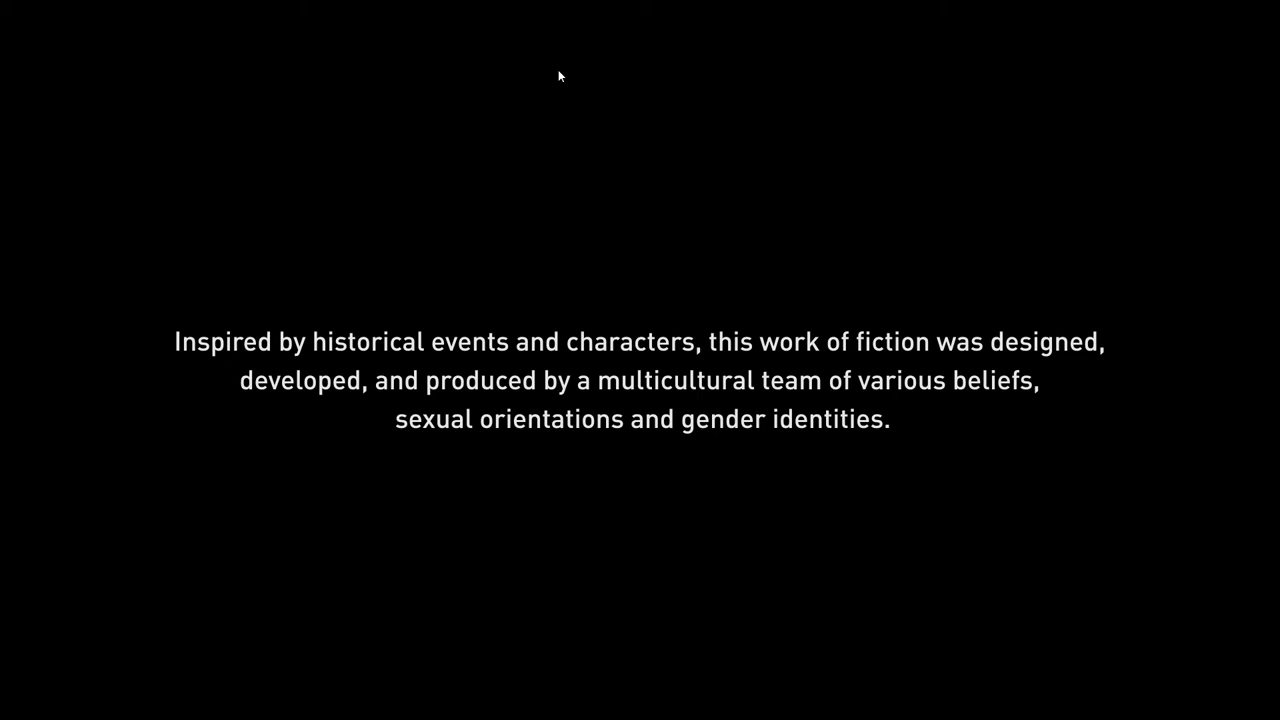 Inspired by historical events and characters, this work of fiction was designed,
developed, and produced by a multicultural team of various beliefs,
sexual orientations and gender identities.